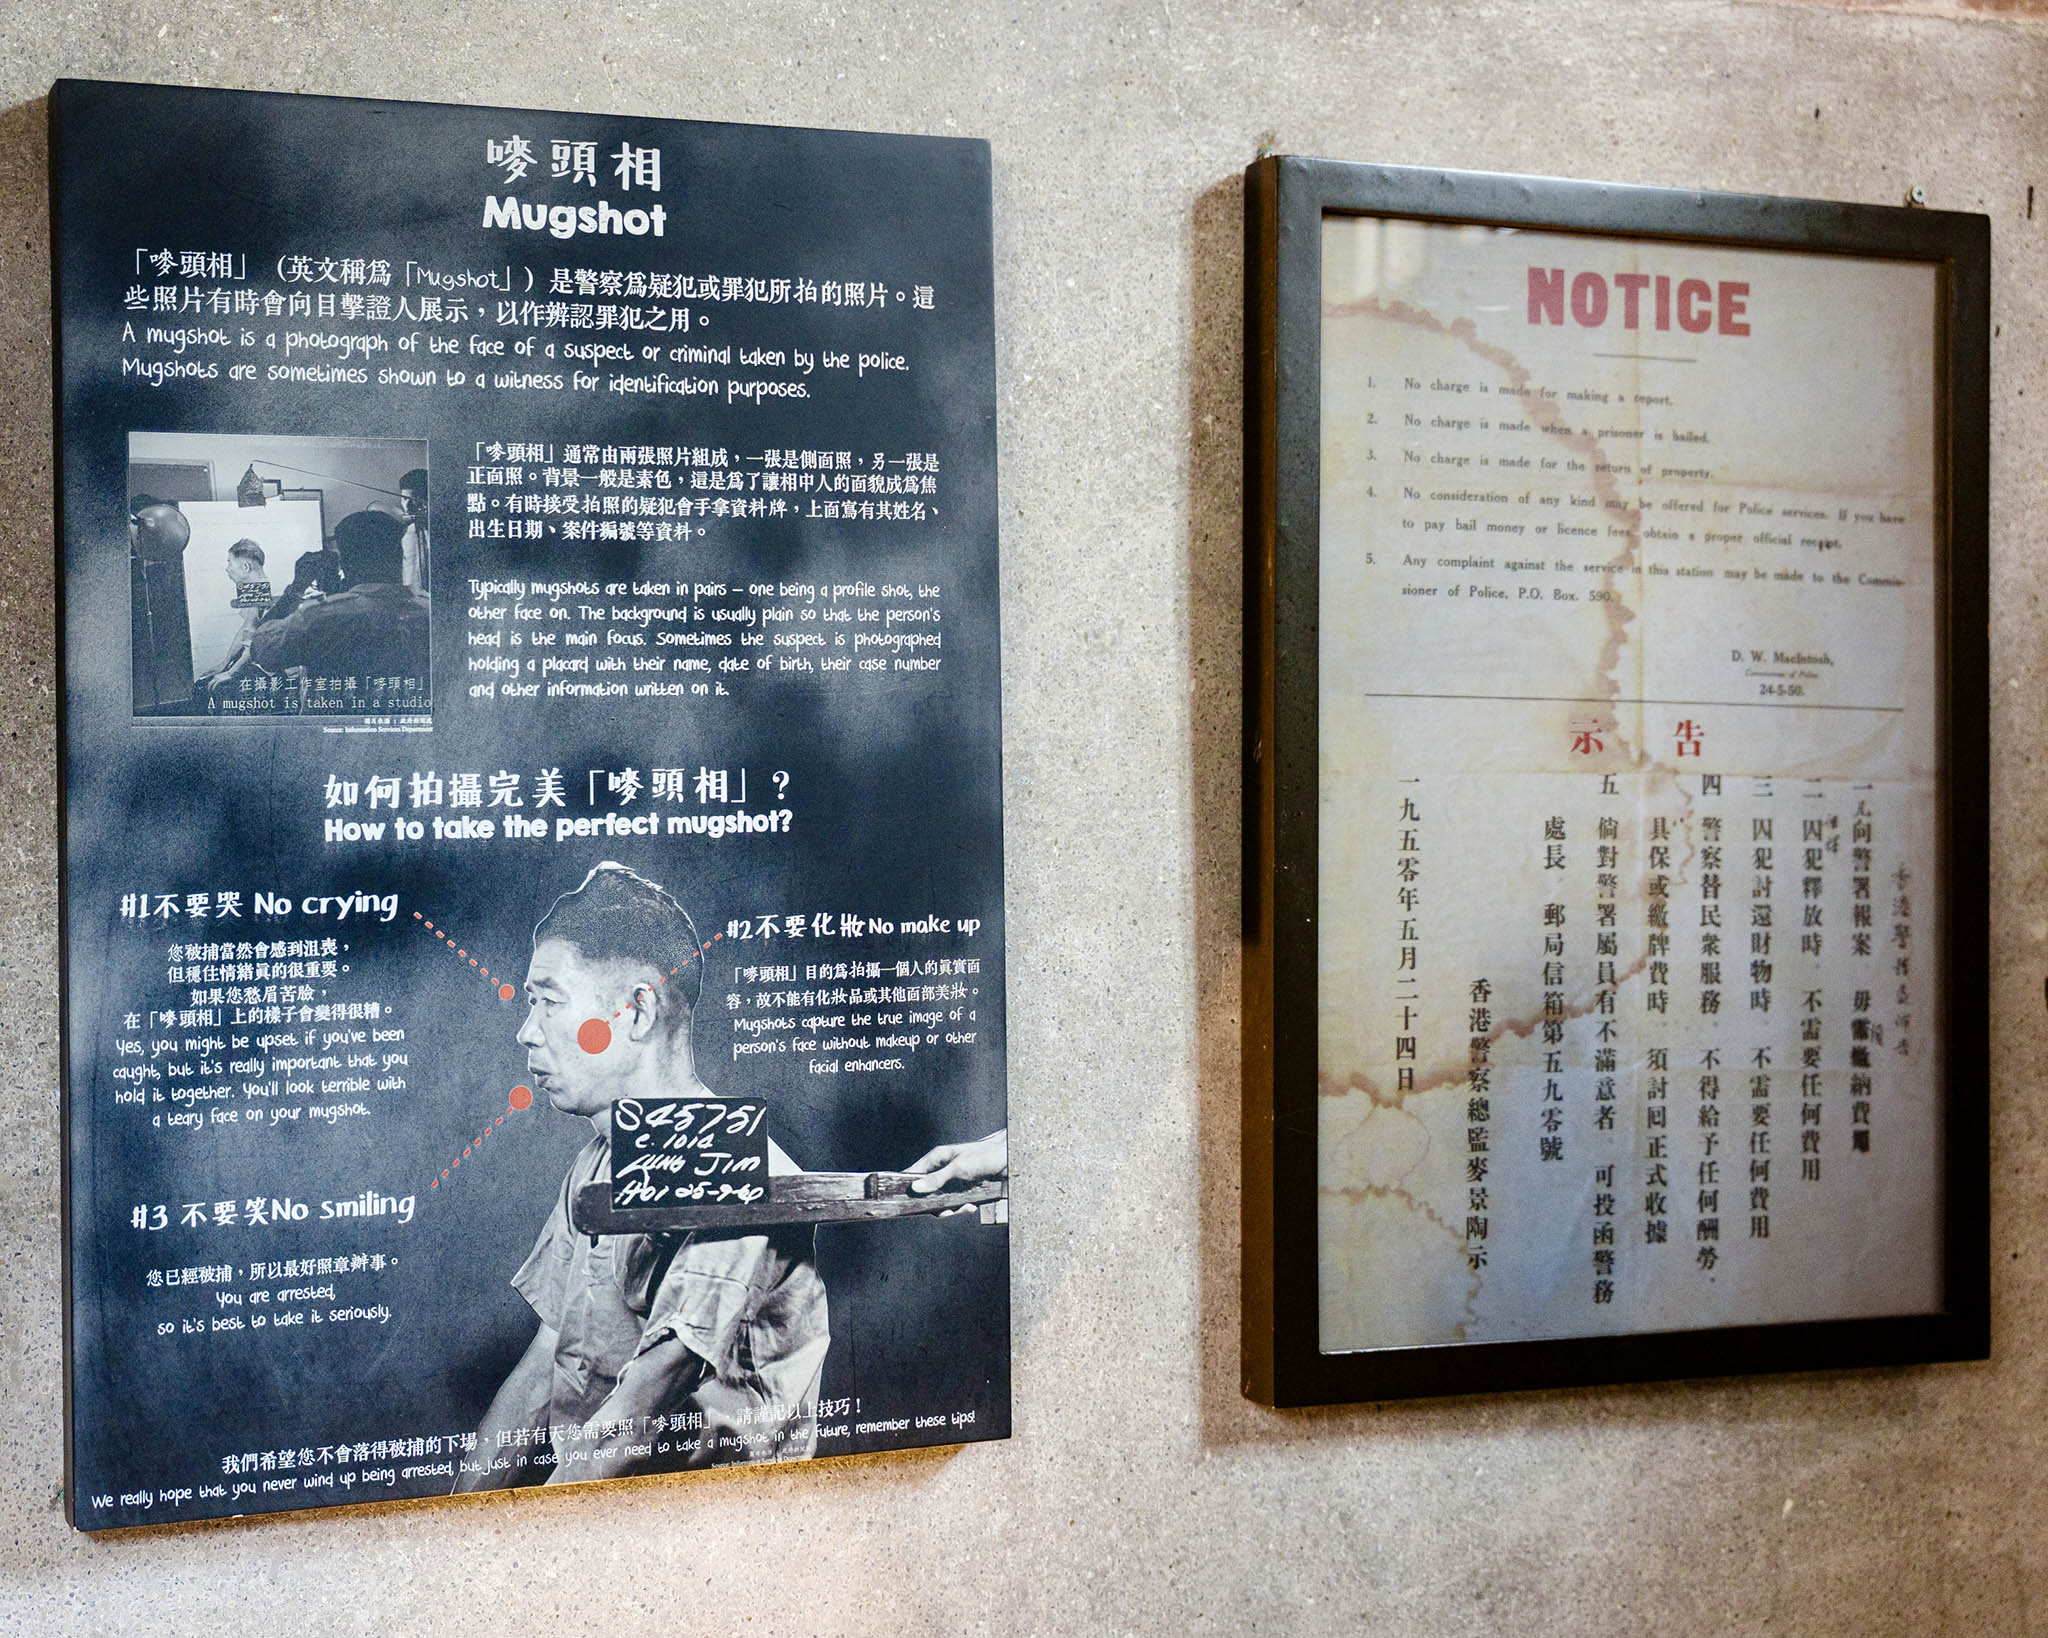 嘜頭相
Mugshot
「嘜頭相」（英文稱為「Mugshot」）是警察為疑犯或罪犯所拍的照片。這
些照片有時會向目擊證人展示，以作辨認罪犯之用。
A mugshot is a photograph of the face of a suspect or criminal taken by the police.
Mugshots are sometimes shown to a witness for identification purposes.
「嘜頭相」通常由兩張照片組成，一張是側面照，另一張是
正面照。背景一般是素色，這是為了讓相中人的面貌成為焦
點。有時接受拍照的疑犯會手拿資料牌，上面寫有其姓名、
出生日期、案件編號等資料。
Typically mugshots are taken in pairs – one being a profile shot, the
other face on. The background is usually plain so that the person's
head is the main focus. Sometimes the suspect is photographed
holding a placard with their name, date of birth, their case number
and other information written on it.
在攝影工作室拍攝「嘜頭相」
A mugshot is taken in a studio
圖片來源：政府新聞處
Source: Information Services Department
如何拍攝完美「嘜頭相」?
How to take the perfect mugshot?
#1不要哭 No crying
您被捕當然會感到沮喪，
但穩住情緒真的很重要。
如果您愁眉苦臉，
在「嘜頭相」上的樣子會變得很糟。
Yes, you might be upset if you've been
caught, but it's really important that you
hold it together. You'll look terrible with
a teary face on your mugshot.
#2不要化妝 No make up
「嘜頭相」目的為拍攝一個人的真實面
容，故不能有化妝品或其他面部美妝。
Mugshots capture the true image of a
person's face without makeup or other
facial enhancers.
S45751
C. 1014
LUNG JIM
HOI 25-9-60
#3 不要笑No smiling
您已經被捕，所以最好照章辦事。
You are arrested,
so it's best to take it seriously.
我們希望您不會落得被捕的下場，但若有天您需要照「嘜頭相」，請謹記以上技巧！
We really hope that you never wind up being arrested, but just in case you ever need to take a mugshot in the future, remember these tips!
NOTICE
1. No charge is made for making a report.
2. No charge is made when a prisoner is bailed.
3. No charge is made for the return of property.
4. No consideration of any kind may be offered for Police services. If you have
to pay bail money or licence fees, obtain a proper official receipt.
5. Any complaint against the service in this station may be made to the Commis-
sioner of Police, P.O. Box. 590.
D. W. MacIntosh,
Commissioner of Police
24-5-50.
示告
一 凡向警署報案 毋需繳納費用
二 囚犯釋放時 不需要任何費用
三 囚犯討還財物時 不需要任何費用
四 警察替民衆服務 不得給予任何酬勞．
具保或繳牌費時 須討囘正式收據
五 倘對警署屬員有不滿意者 可投函警務
處長 郵局信箱第五九零號
香港警察總監麥景陶示
一九五零年五月二十四日